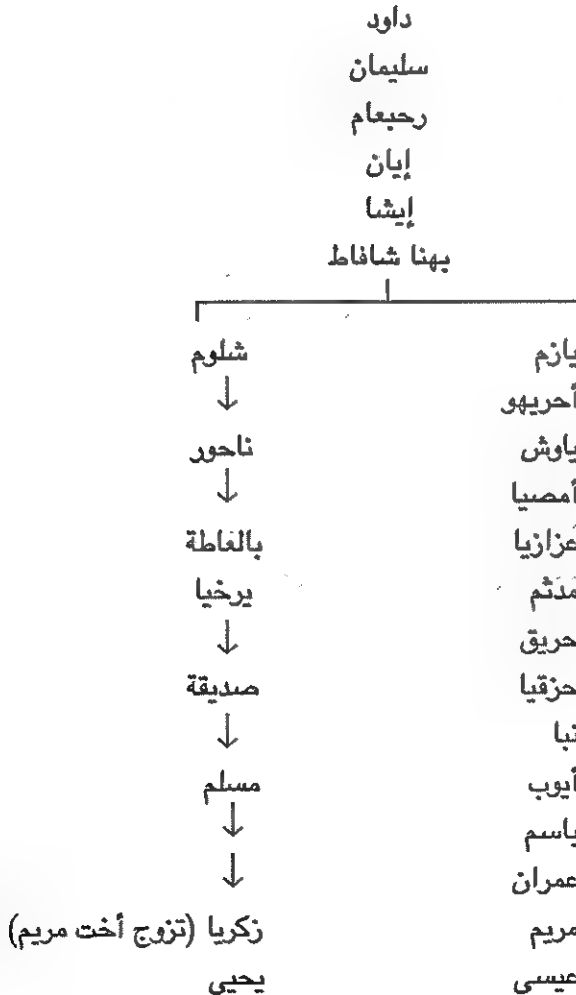 داود
سليمان
رحبعام
إيان
إيشا
يهنا شافاط
يازم شلوم
أحريهو
ياوش ناحور
أمصيا
عزازيا بالغاطة
مَدَثم يرخيا
حريق
حزقيا صديقة
نبا
أيوب مسلم
ياسم
عمران
مريم زكريا (تزوج أخت مريم)
عيسى يحيى